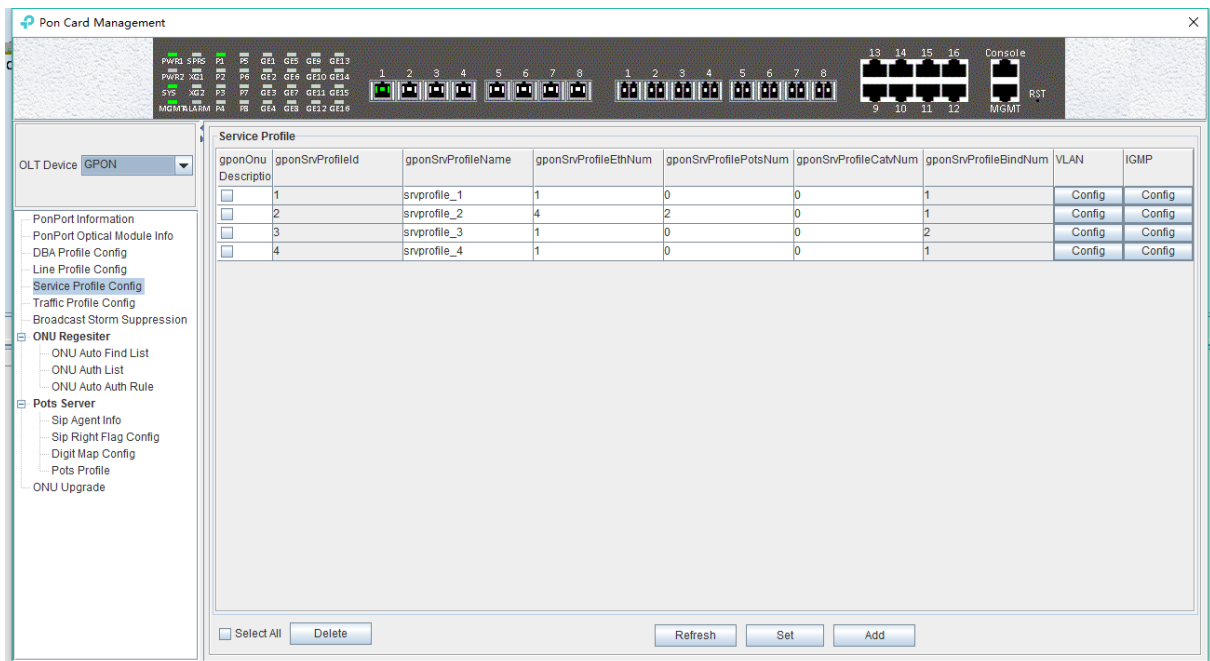 Pon Card Management
PWR1 SPRS P1 P5 GE1 GE5 GE9 GE13
PWR2 XG1 P2 P6 GE2 GE6 GE10 GE14
SYS XG2 P3 P7 GE3 GE7 GE11 GE15
MGMT ALARM P4 P8 GE4 GE8 GE12 GE16
1 2 3 4 5 6 7 8 1 2 3 4 5 6 7 8
13 14 15 16 Console
9 10 11 12 MGMT
RST
OLT Device GPON
PonPort Information
PonPort Optical Module Info
DBA Profile Config
Line Profile Config
Service Profile Config
Traffic Profile Config
Broadcast Storm Suppression
ONU Regesiter
ONU Auto Find List
ONU Auth List
ONU Auto Auth Rule
Pots Server
Sip Agent Info
Sip Right Flag Config
Digit Map Config
Pots Profile
ONU Upgrade
Service Profile
gponOnu gponSrvProfileId gponSrvProfileName gponSrvProfileEthNum gponSrvProfilePotsNum gponSrvProfileCatvNum gponSrvProfileBindNum VLAN IGMP
Descriptio
1 srvprofile_1 1 0 0 1 Config Config
2 srvprofile_2 4 2 0 1 Config Config
3 srvprofile_3 1 0 0 2 Config Config
4 srvprofile_4 1 0 0 1 Config Config
Select All Delete Refresh Set Add